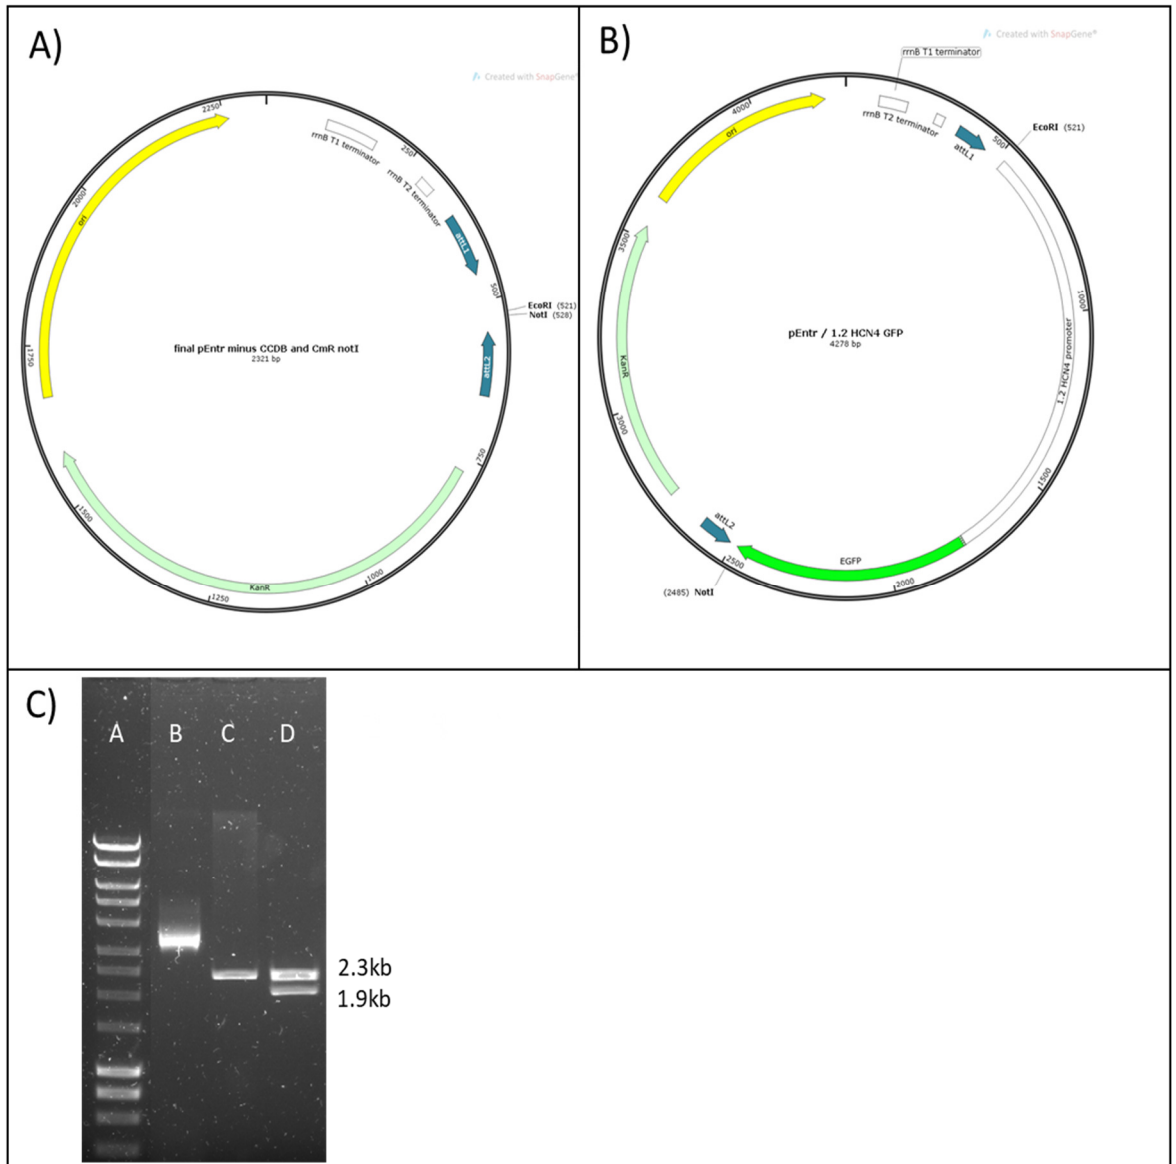 A)
Created with SnapGene®
2250
rrnB T1 terminator
250
rrnB T2 terminator
2000
ori
attL1
500
EcoRI (521)
NotI (528)
final pEntr minus CCDB and CmR notI
2321 bp
1750
attL2
750
1500
KanR
1000
1250
B)
Created with SnapGene®
rrnB T1 terminator
4000
ori
rrnB T2 terminator
EcoRI (521)
500
attL1
3500
1000
pEntr / 1.2 HCN4 GFP
4278 bp
KanR
1.2 HCN4 promoter
3000
1500
attL2
2500
EGFP
2000
(2485) NotI
C)
A B C D
2.3kb
1.9kb